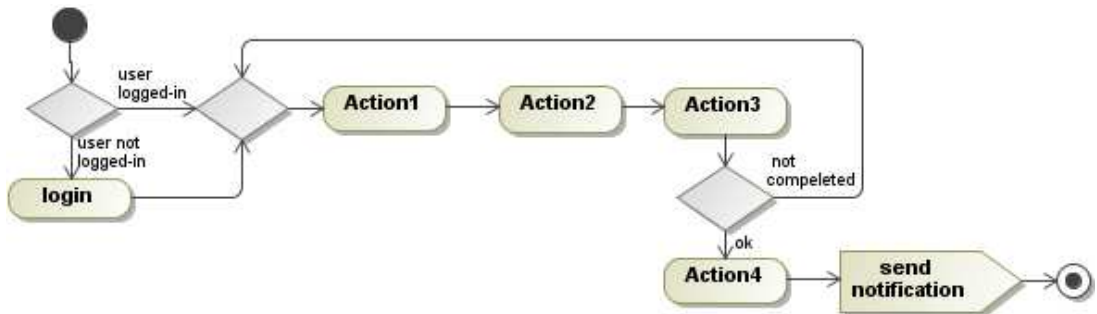 user
logged-in
Action1
Action2
Action3
user not
logged-in
login
not
compeleted
ok
Action4
send
notification